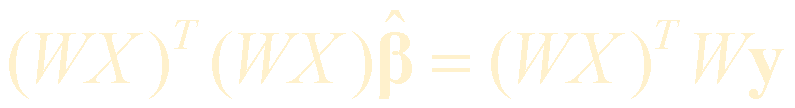 (WX)^T (WX)β̂ = (WX)^T Wy